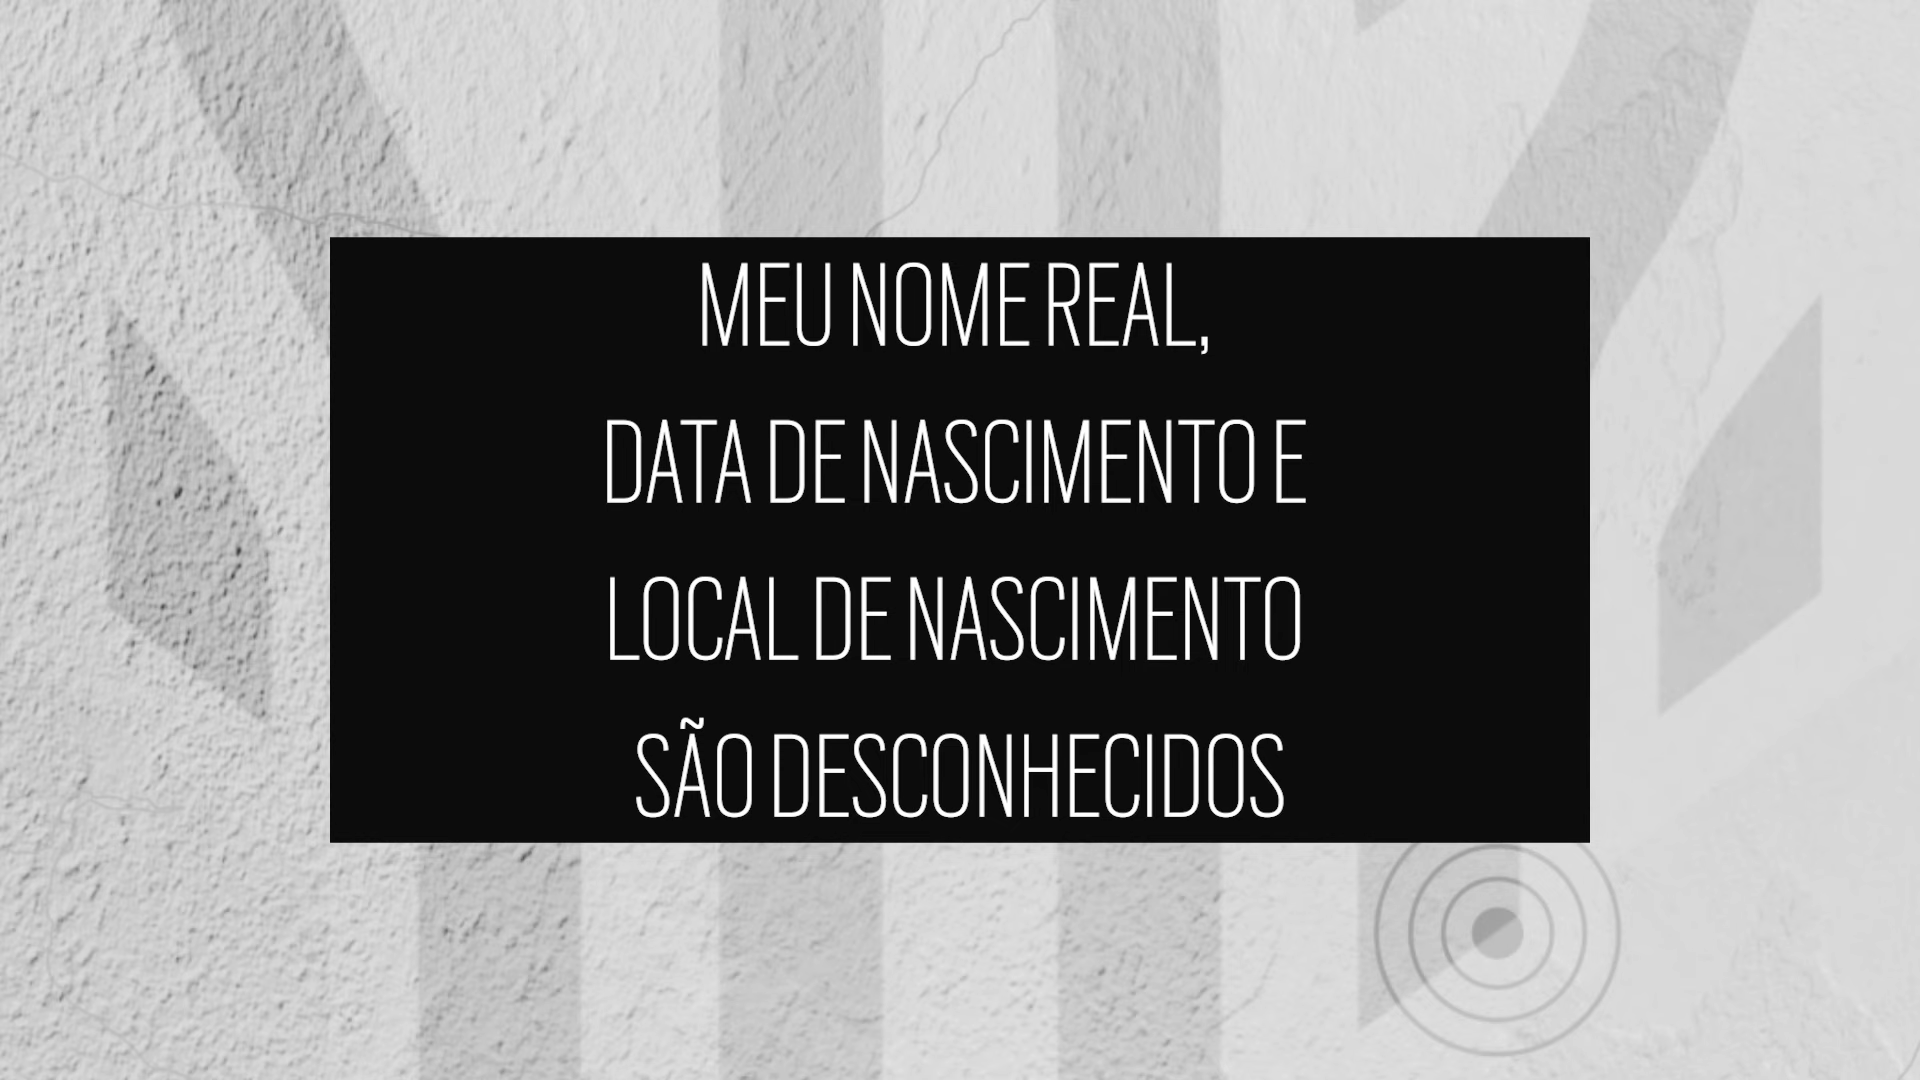 MEU NOME REAL,
DATA DE NASCIMENTO E
LOCAL DE NASCIMENTO
SÃO DESCONHECIDOS